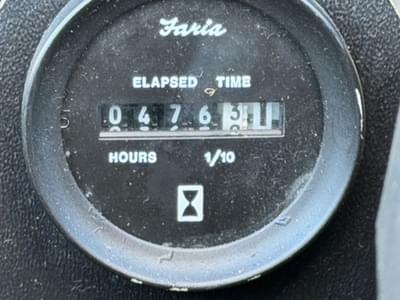 Faria
ELAPSED TIME
0 4 7 6 3
HOURS 1/10